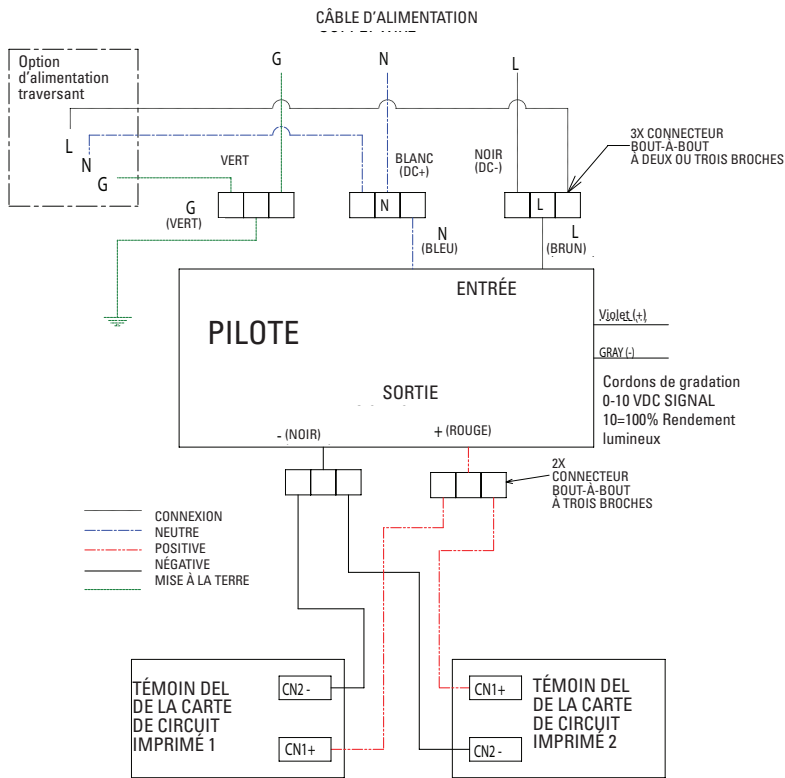 CÂBLE D'ALIMENTATION
Option
d'alimentation
traversant
G
N
L
L
N
G
VERT
BLANC
(DC+)
NOIR
(DC-)
3X CONNECTEUR
BOUT-À-BOUT
À DEUX OU TROIS BROCHES
N
L
G
(VERT)
N
(BLEU)
L
(BRUN)
ENTRÉE
PILOTE
SORTIE
Violet (+)
GRAY (-)
Cordons de gradation
0-10 VDC SIGNAL
10=100% Rendement
lumineux
- (NOIR)
+ (ROUGE)
2X
CONNECTEUR
BOUT-À-BOUT
À TROIS BROCHES
CONNEXION
NEUTRE
POSITIVE
NÉGATIVE
MISE À LA TERRE
TÉMOIN DEL
DE LA CARTE
DE CIRCUIT
IMPRIMÉ 1
CN2 -
CN1+
CN1+
CN2 -
TÉMOIN DEL
DE LA CARTE
DE CIRCUIT
IMPRIMÉ 2